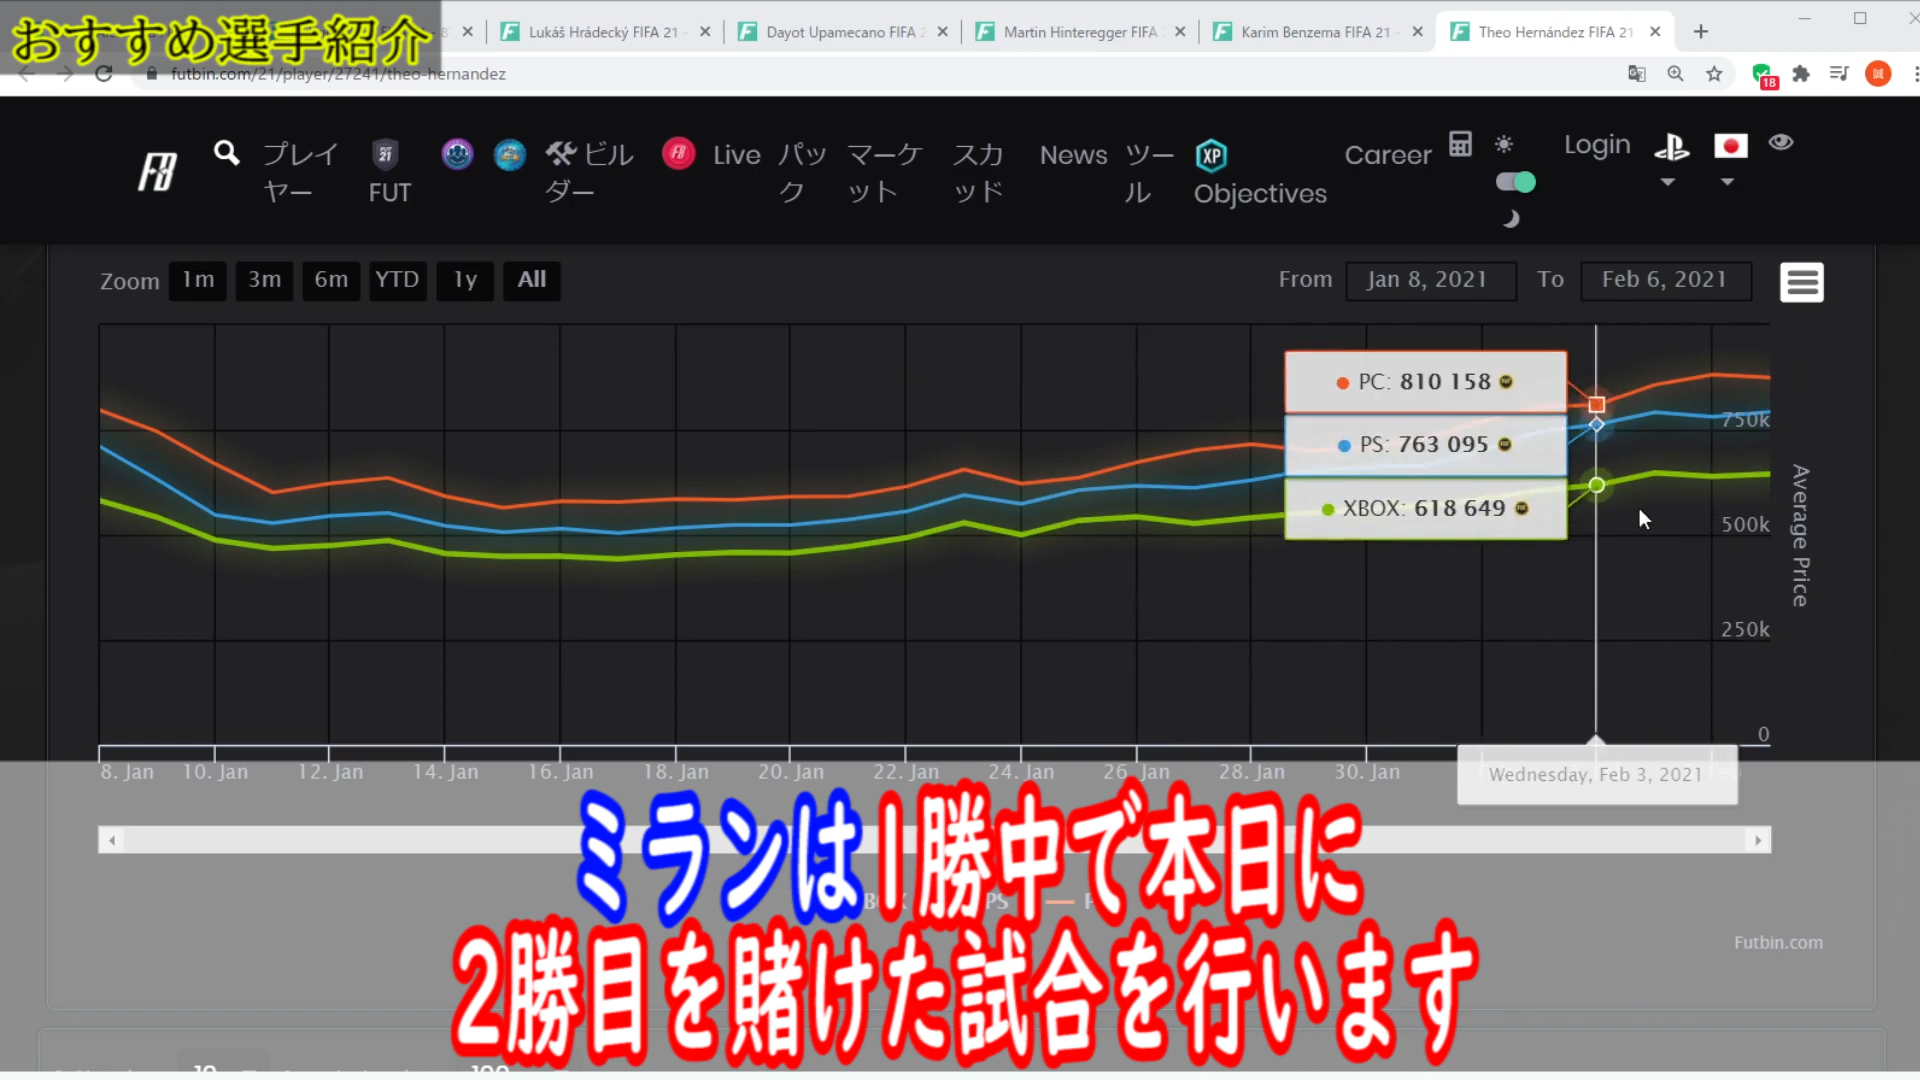 おすすめ選手紹介
Lukáš Hrádecký FIFA 21 -
Dayot Upamecano FIFA 2
Martin Hinteregger FIFA 2
Karim Benzema FIFA 21 -
Theo Hernández FIFA 21
futbin.com/21/player/27241/theo-hernandez
18
プレイヤー
FUT
ビルダー
Live
パック
マーケット
スカッド
News
ツール
XP
Objectives
Career
Login
Zoom 1m 3m 6m YTD 1y All
From Jan 8, 2021 To Feb 6, 2021
PC: 810 158
PS: 763 095
XBOX: 618 649
750k
500k
250k
0
Average Price
8. Jan 10. Jan 12. Jan 14. Jan 16. Jan 18. Jan 20. Jan 22. Jan 24. Jan 26. Jan 28. Jan 30. Jan
Wednesday, Feb 3, 2021
ミランは1勝中で本日に
PS
2勝目を賭けた試合を行います
Futbin.com